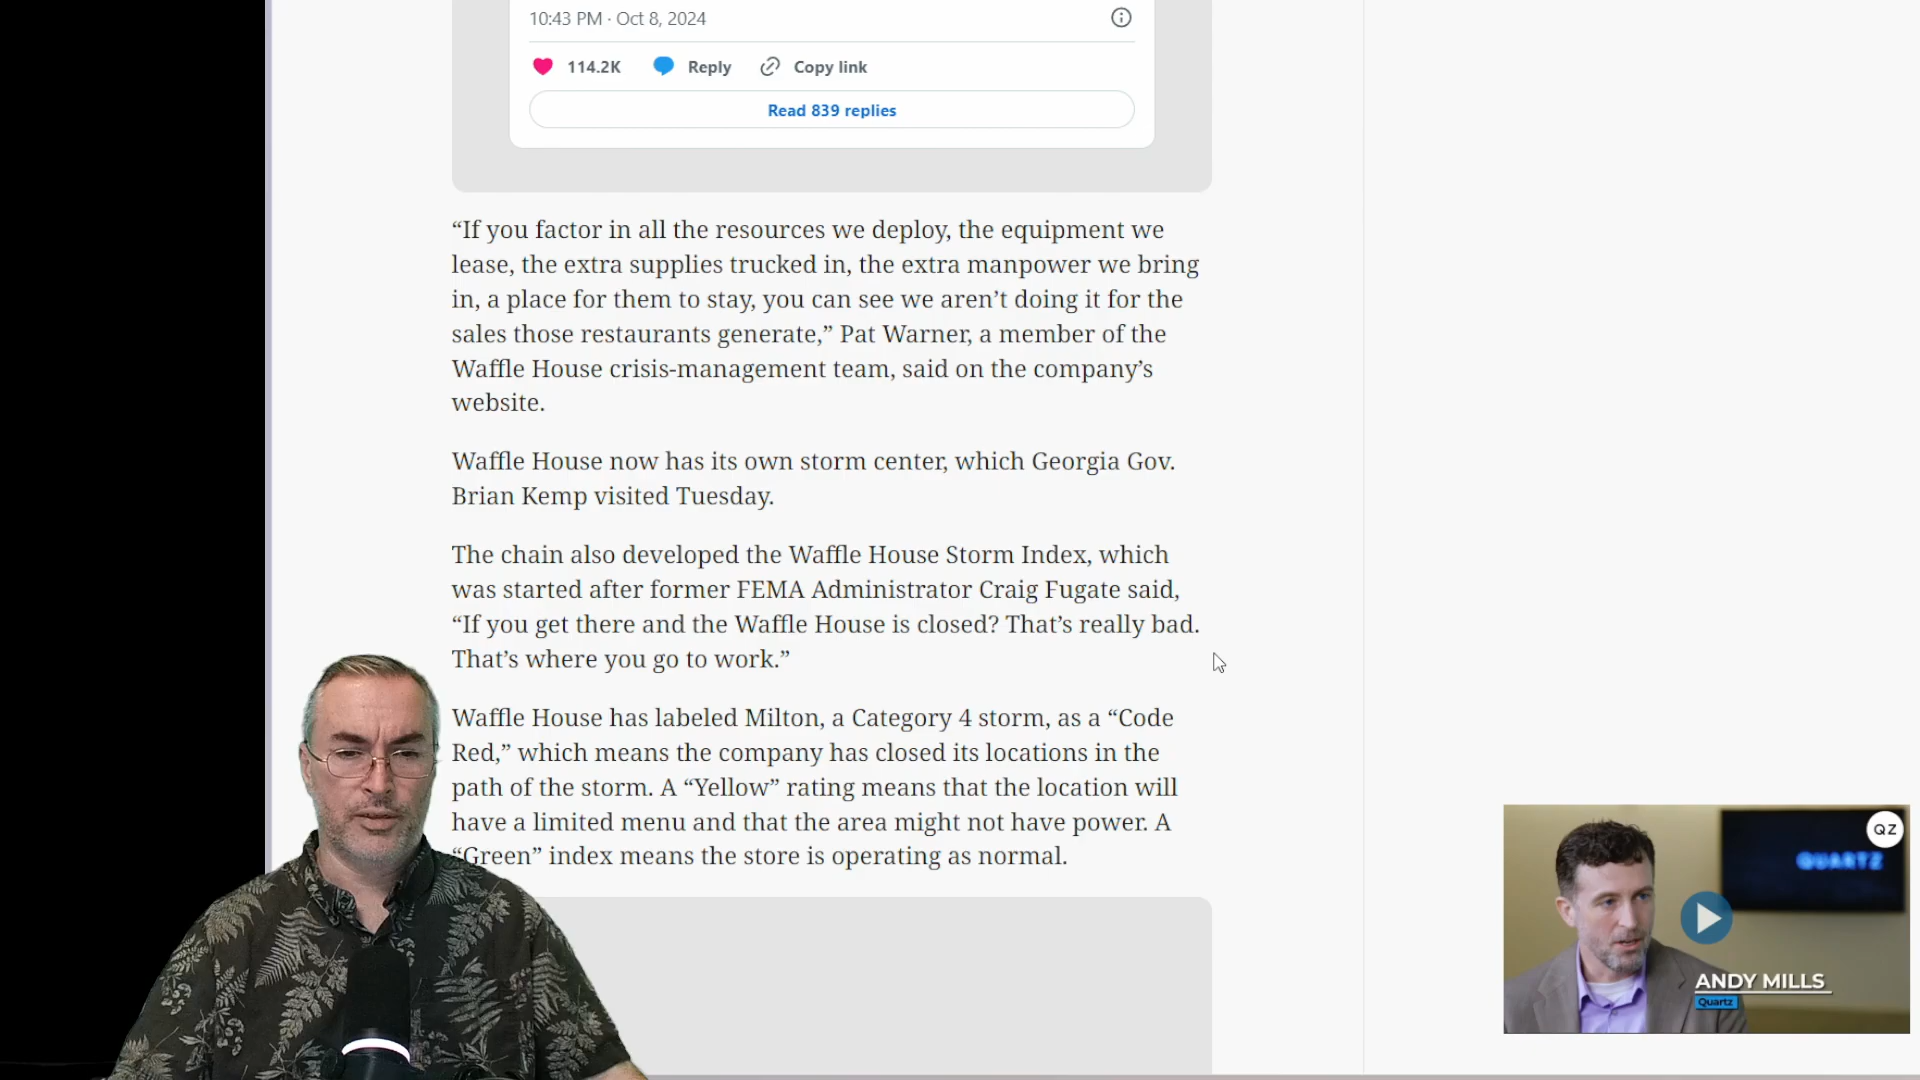 10:43 PM · Oct 8, 2024
114.2K Reply Copy link
Read 839 replies
“If you factor in all the resources we deploy, the equipment we
lease, the extra supplies trucked in, the extra manpower we bring
in, a place for them to stay, you can see we aren’t doing it for the
sales those restaurants generate,” Pat Warner, a member of the
Waffle House crisis-management team, said on the company’s
website.
Waffle House now has its own storm center, which Georgia Gov.
Brian Kemp visited Tuesday.
The chain also developed the Waffle House Storm Index, which
was started after former FEMA Administrator Craig Fugate said,
“If you get there and the Waffle House is closed? That’s really bad.
That’s where you go to work.”
Waffle House has labeled Milton, a Category 4 storm, as a “Code
Red,” which means the company has closed its locations in the
path of the storm. A “Yellow” rating means that the location will
have a limited menu and that the area might not have power. A
“Green” index means the store is operating as normal.
QZ
QUARTZ
ANDY MILLS
Quartz